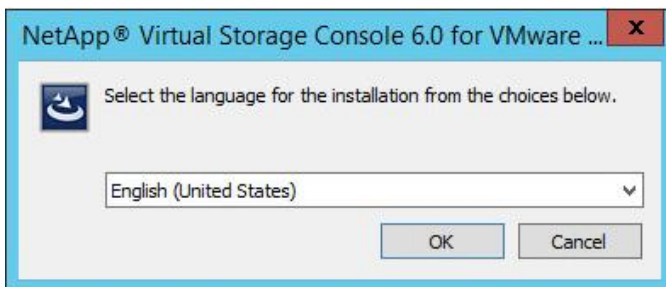 NetApp® Virtual Storage Console 6.0 for VMware ...
x
Select the language for the installation from the choices below.
English (United States)
OK Cancel